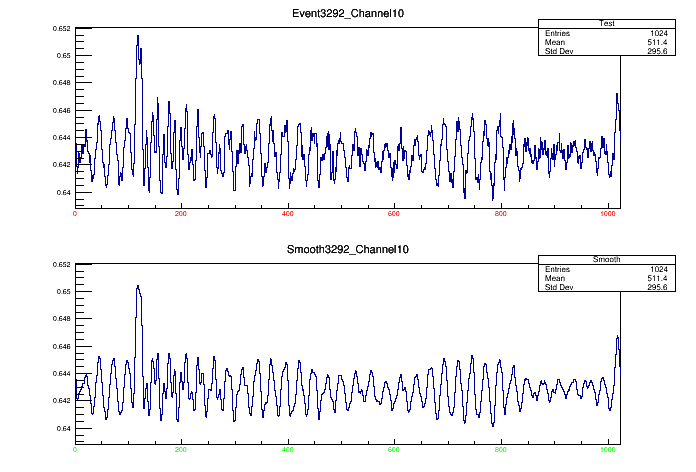 Event3292_Channel10
Test
Entries 1024
Mean 511.4
Std Dev 295.6
0.652
0.65
0.648
0.646
0.644
0.642
0.64
0 200 400 600 800 1000
Smooth3292_Channel10
Smooth
Entries 1024
Mean 511.4
Std Dev 295.6
0.652
0.65
0.648
0.646
0.644
0.642
0.64
0 200 400 600 800 1000